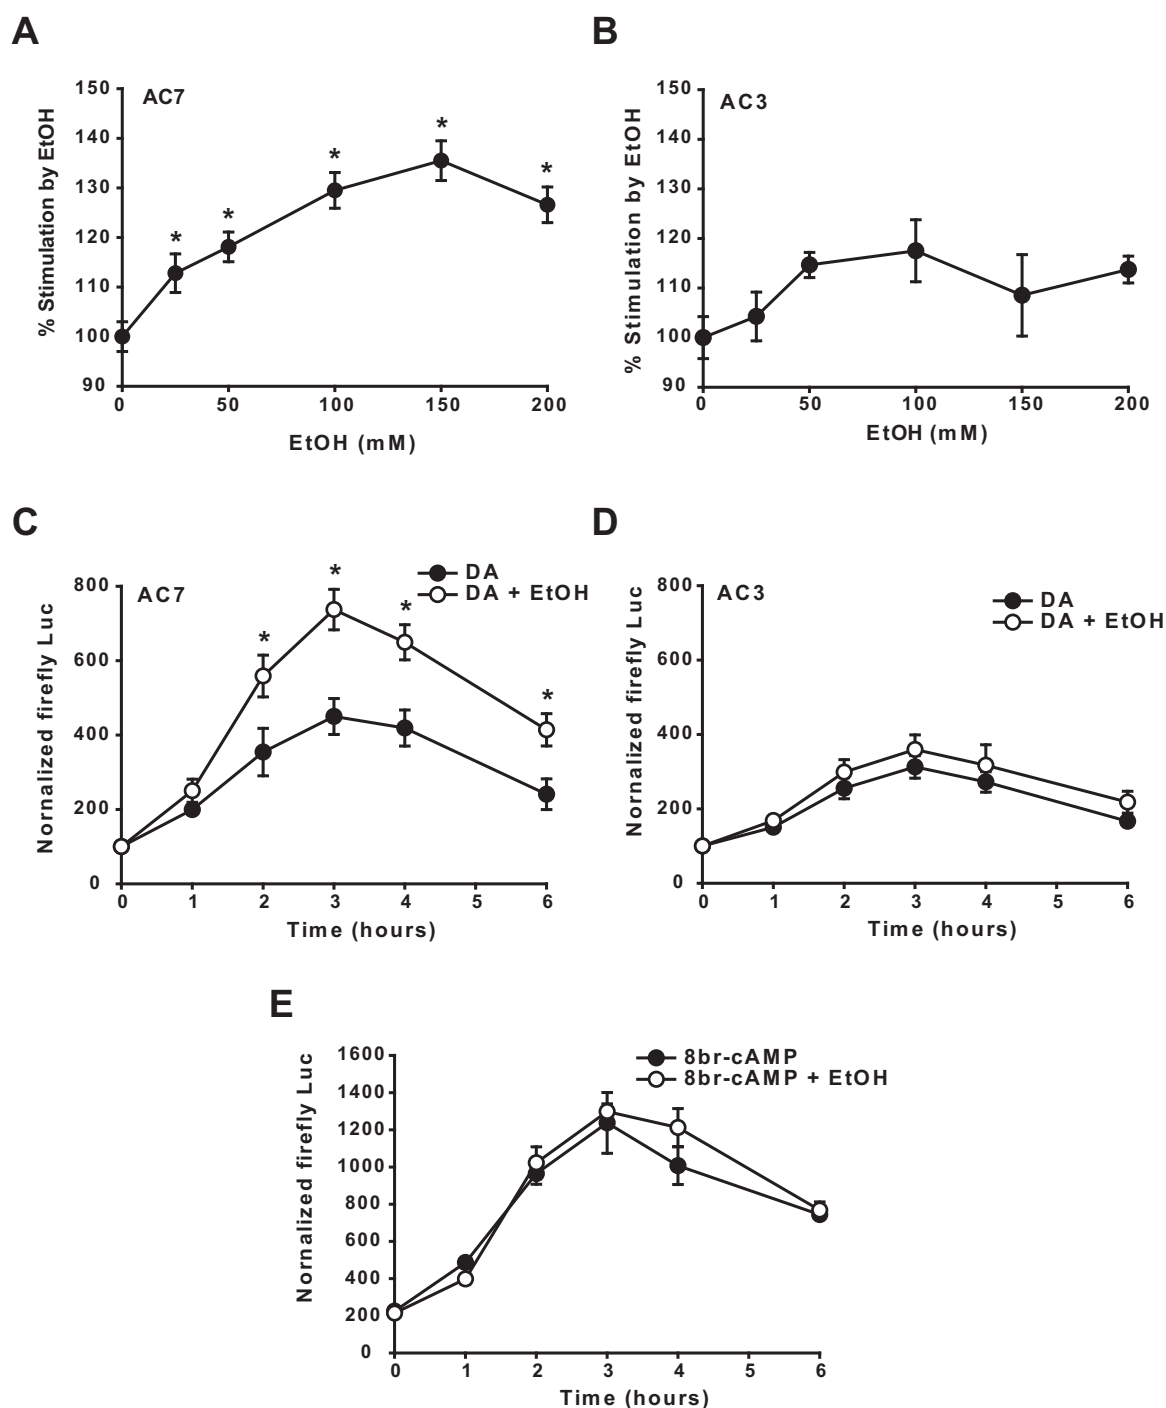 A
B
AC7
AC3
% Stimulation by EtOH
150
140
130
120
110
100
90
* * * * *
0 50 100 150 200
EtOH (mM)
% Stimulation by EtOH
150
140
130
120
110
100
90
0 50 100 150 200
EtOH (mM)
C
D
AC7
DA
DA + EtOH
Nornalized firefly Luc
800
600
400
200
0
* * * *
0 1 2 3 4 5 6
Time (hours)
AC3
DA
DA + EtOH
Nornalized firefly Luc
800
600
400
200
0
0 1 2 3 4 5 6
Time (hours)
E
8br-cAMP
8br-cAMP + EtOH
Nornalized firefly Luc
1600
1400
1200
1000
800
600
400
200
0
0 1 2 3 4 5 6
Time (hours)